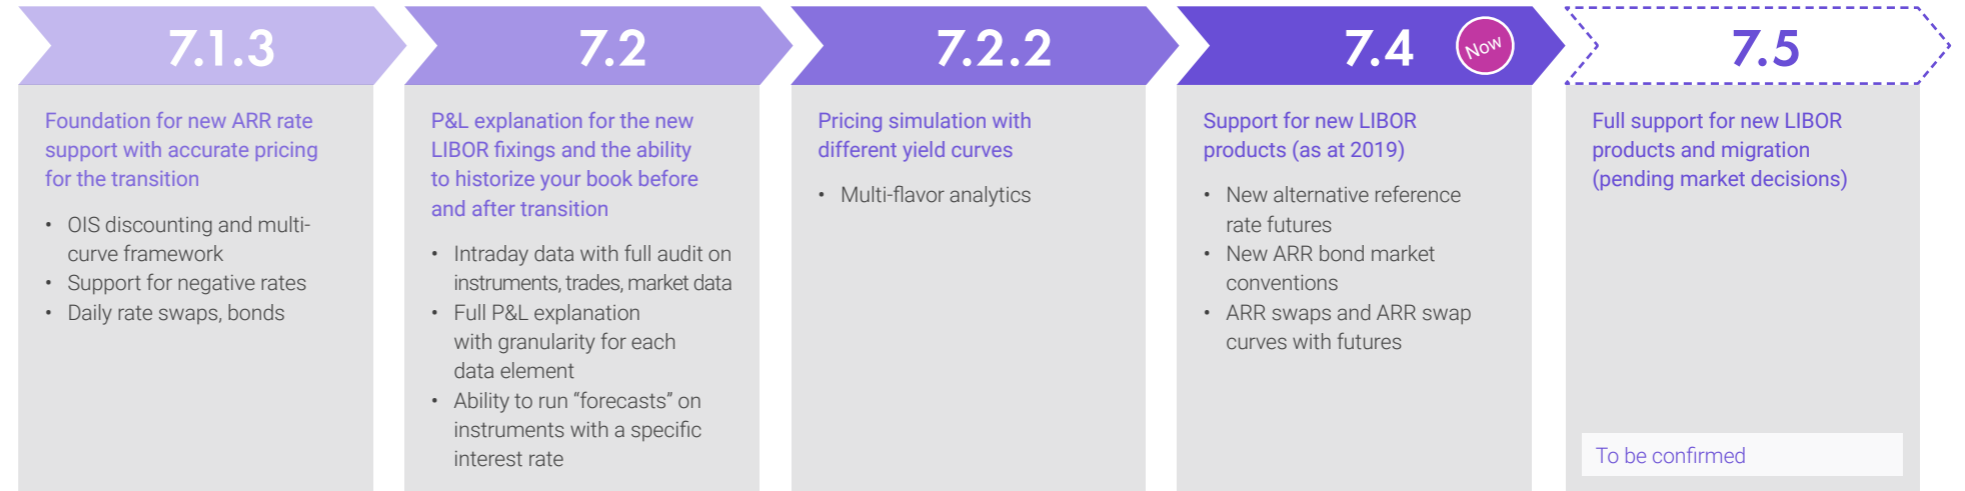 7.1.3
Foundation for new ARR rate
support with accurate pricing
for the transition
• OIS discounting and multi-
curve framework
• Support for negative rates
• Daily rate swaps, bonds
7.2
P&L explanation for the new
LIBOR fixings and the ability
to historize your book before
and after transition
• Intraday data with full audit on
instruments, trades, market data
• Full P&L explanation
with granularity for each
data element
• Ability to run “forecasts” on
instruments with a specific
interest rate
7.2.2
Pricing simulation with
different yield curves
• Multi-flavor analytics
7.4
Now
Support for new LIBOR
products (as at 2019)
• New alternative reference
rate futures
• New ARR bond market
conventions
• ARR swaps and ARR swap
curves with futures
7.5
Full support for new LIBOR
products and migration
(pending market decisions)
To be confirmed